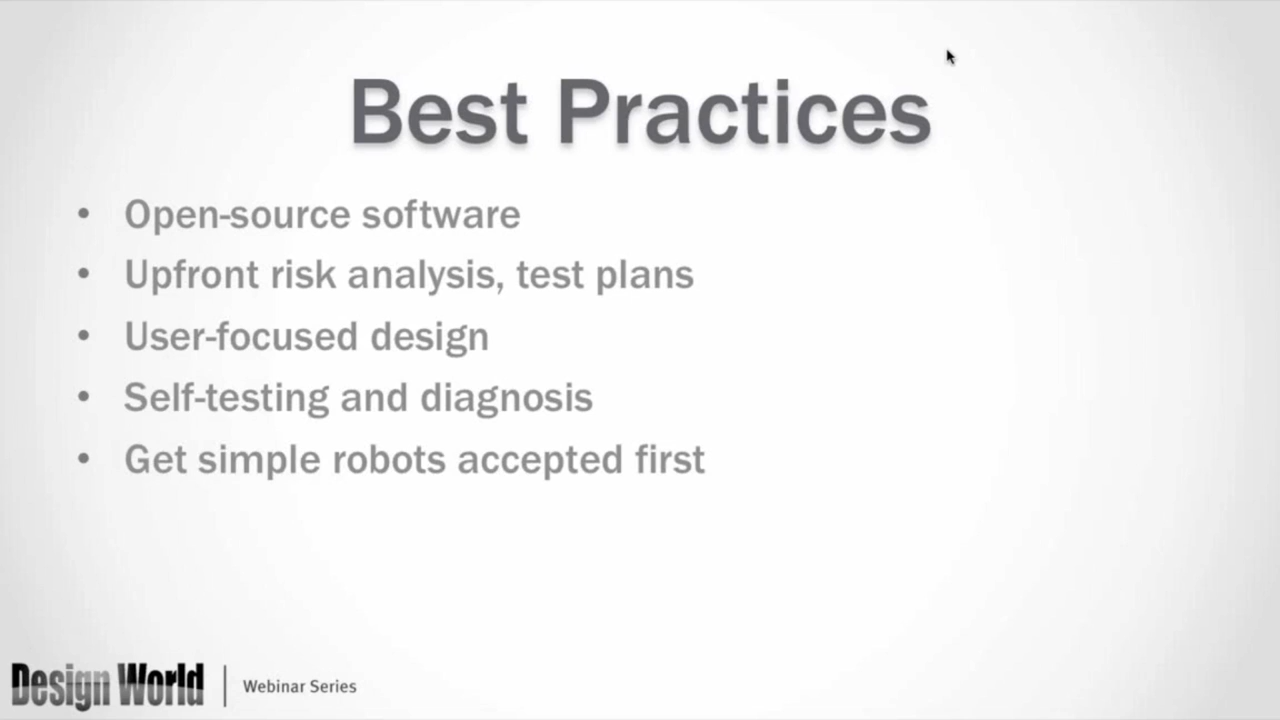 Best Practices
• Open-source software
• Upfront risk analysis, test plans
• User-focused design
• Self-testing and diagnosis
• Get simple robots accepted first
Design World | Webinar Series